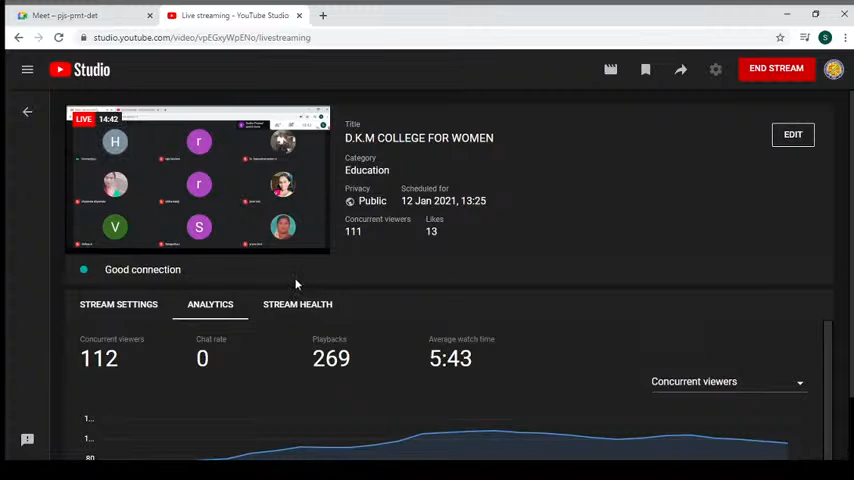 Meet – pjs-pmt-det
Live streaming - YouTube Studio
studio.youtube.com/video/vpEGxyWpENo/livestreaming
S
Studio
END STREAM
LIVE 14:42
H
r
r
V
S
Title
D.K.M COLLEGE FOR WOMEN
EDIT
Category
Education
Privacy
Scheduled for
Public
12 Jan 2021, 13:25
Concurrent viewers
Likes
111
13
Good connection
STREAM SETTINGS
ANALYTICS
STREAM HEALTH
Concurrent viewers
Chat rate
Playbacks
Average watch time
112
0
269
5:43
Concurrent viewers
1...
1...
80